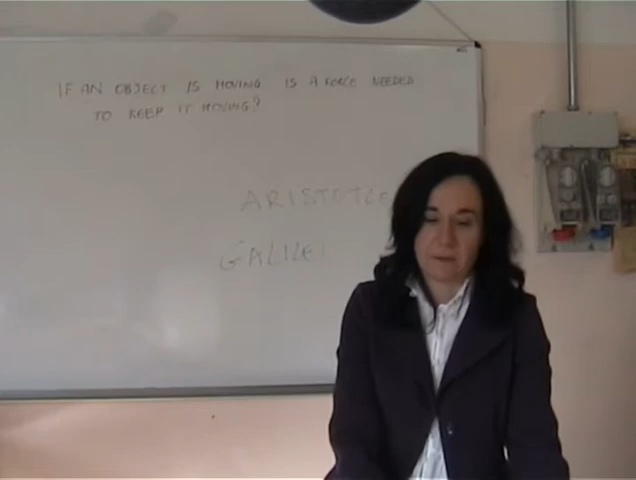 IF AN OBJECT IS MOVING IS A FORCE NEEDED
TO KEEP IT MOVING?
ARISTOTLE
GALILEI